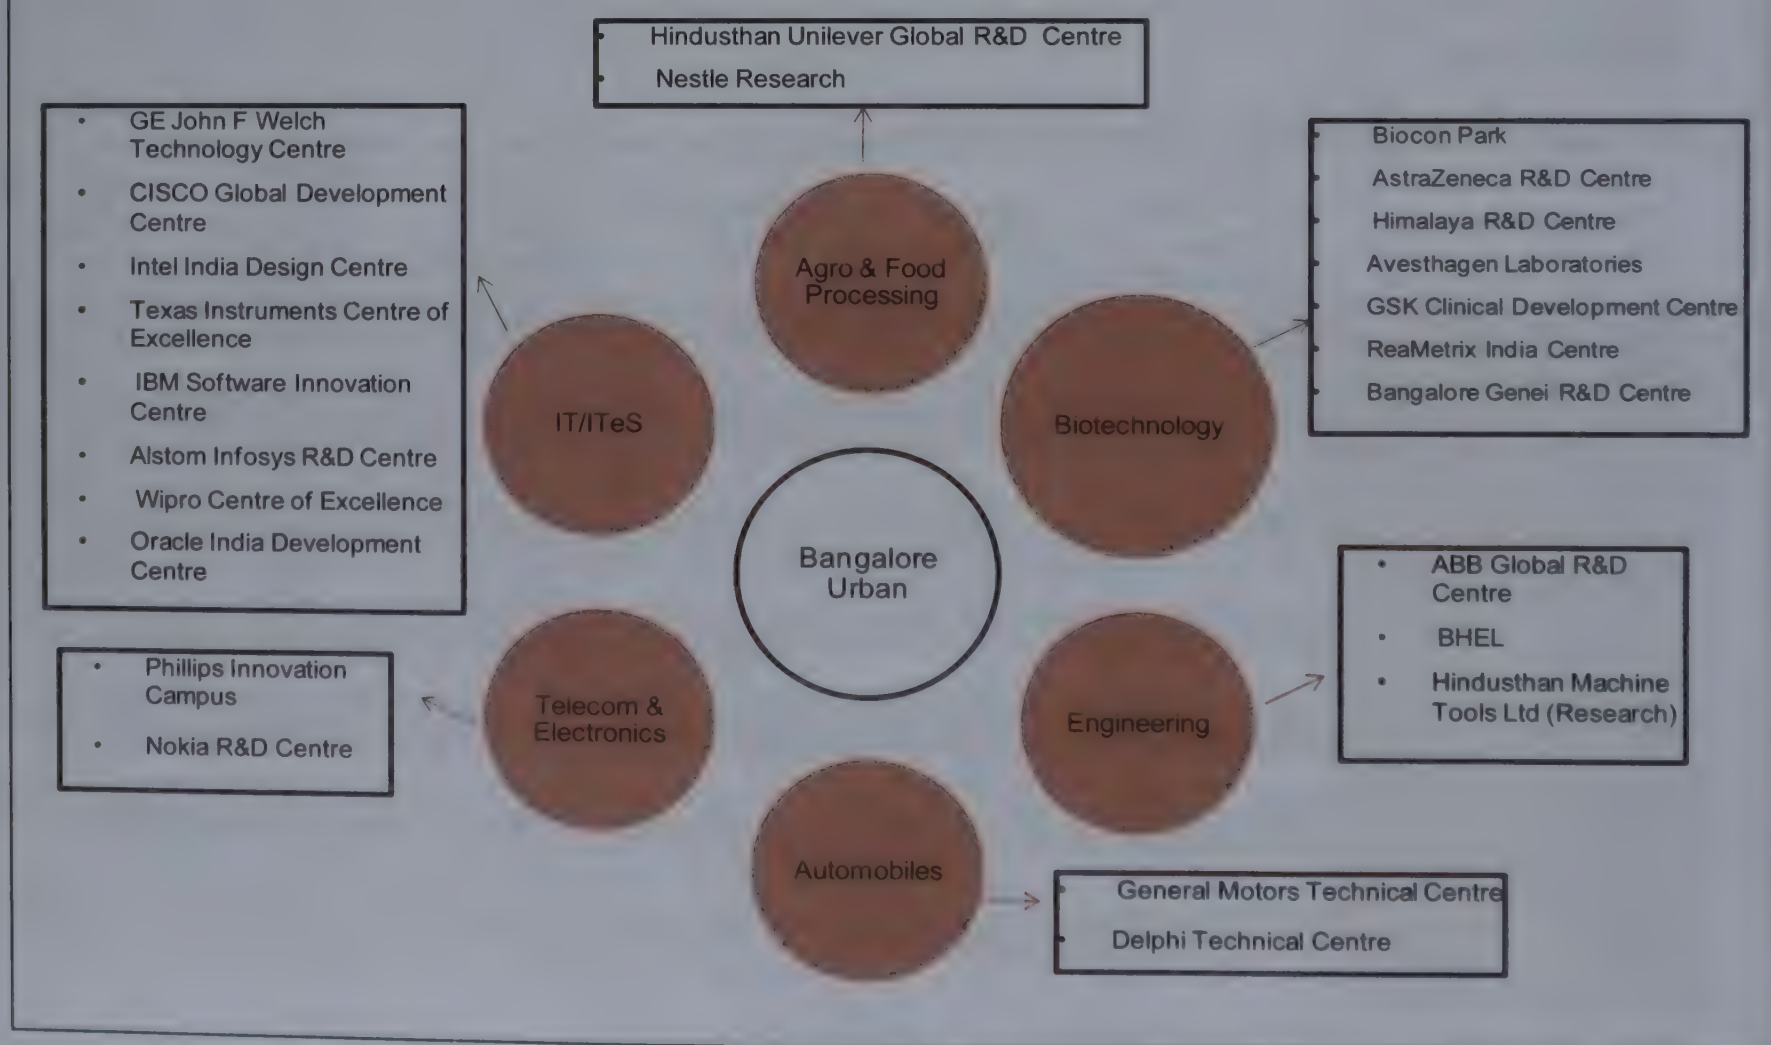 • Hindusthan Unilever Global R&D Centre
• Nestle Research
• GE John F Welch
Technology Centre
• CISCO Global Development
Centre
• Intel India Design Centre
• Texas Instruments Centre of
Excellence
• IBM Software Innovation
Centre
• Alstom Infosys R&D Centre
• Wipro Centre of Excellence
• Oracle India Development
Centre
• Biocon Park
• AstraZeneca R&D Centre
• Himalaya R&D Centre
• Avesthagen Laboratories
• GSK Clinical Development Centre
• ReaMetrix India Centre
• Bangalore Genei R&D Centre
Agro & Food
Processing
IT/ITeS
Biotechnology
Bangalore
Urban
Telecom &
Electronics
Engineering
Automobiles
• Phillips Innovation
Campus
• Nokia R&D Centre
• ABB Global R&D
Centre
• BHEL
• Hindusthan Machine
Tools Ltd (Research)
• General Motors Technical Centre
• Delphi Technical Centre